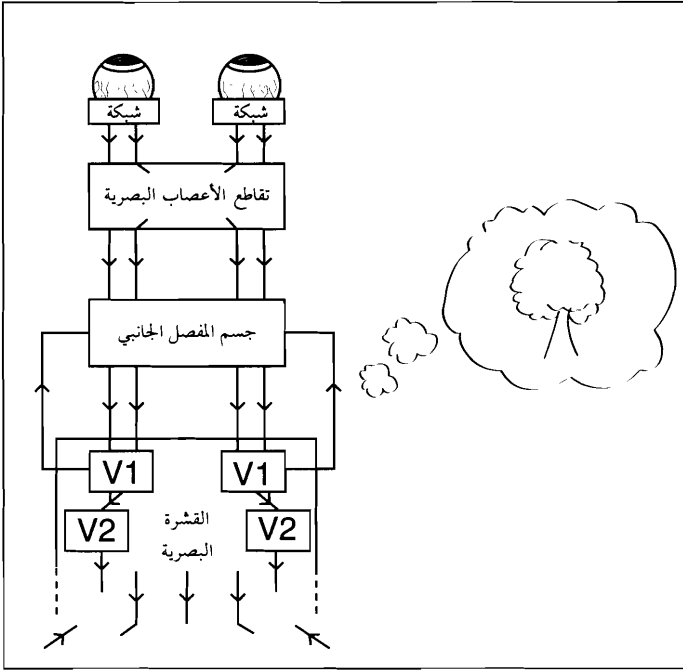 شبكة
شبكة
تقاطع الأعصاب البصرية
جسم المفصل الجانبي
V1
V1
V2
V2
القشرة
البصرية